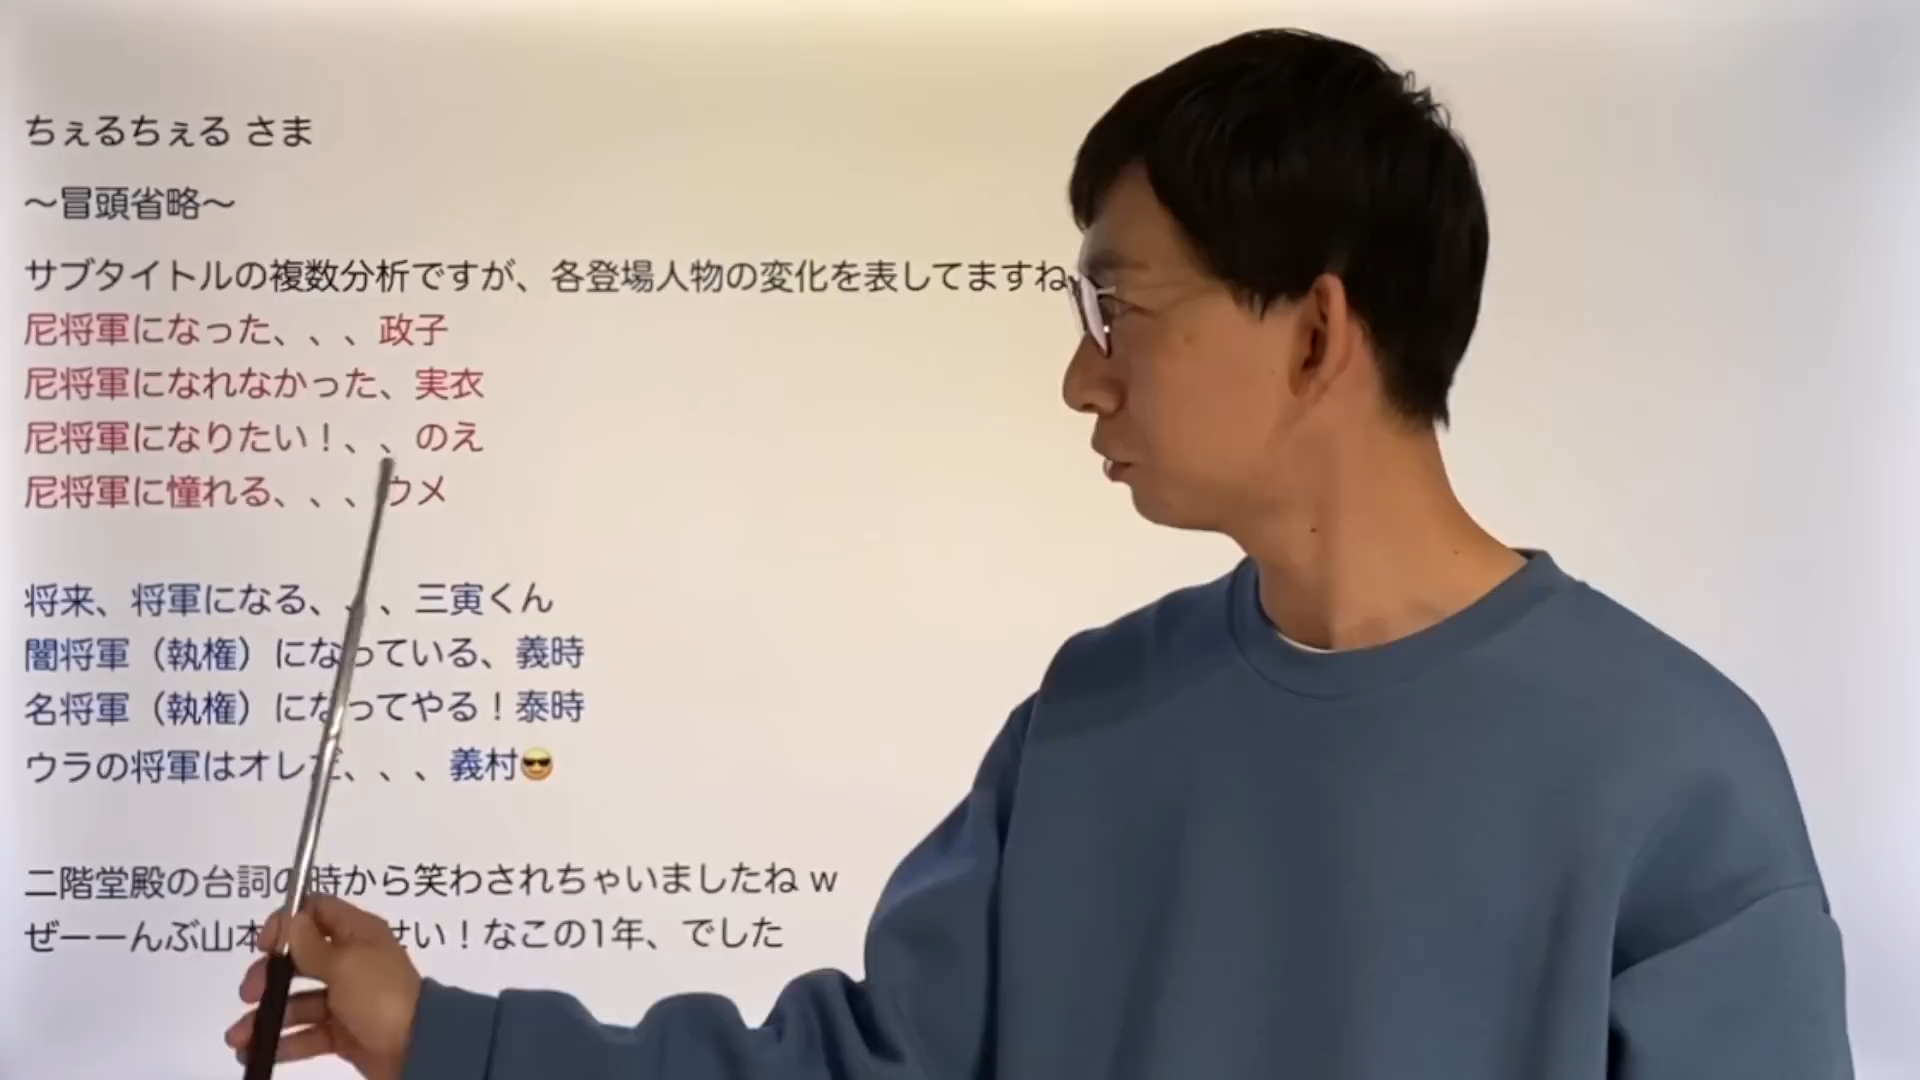 ちぇるちぇる さま
〜冒頭省略〜
サブタイトルの複数分析ですが、各登場人物の変化を表してますね、
尼将軍になった、、、政子
尼将軍になれなかった、実衣
尼将軍になりたい！、、のえ
尼将軍に憧れる、、、ウメ
将来、将軍になる、、、三寅くん
闇将軍（執権）になっている、義時
名将軍（執権）になってやる！泰時
ウラの将軍はオレだ、、、義村😎
二階堂殿の台詞の時から笑わされちゃいましたね w
ぜーーんぶ山本 せい！なこの1年、でした